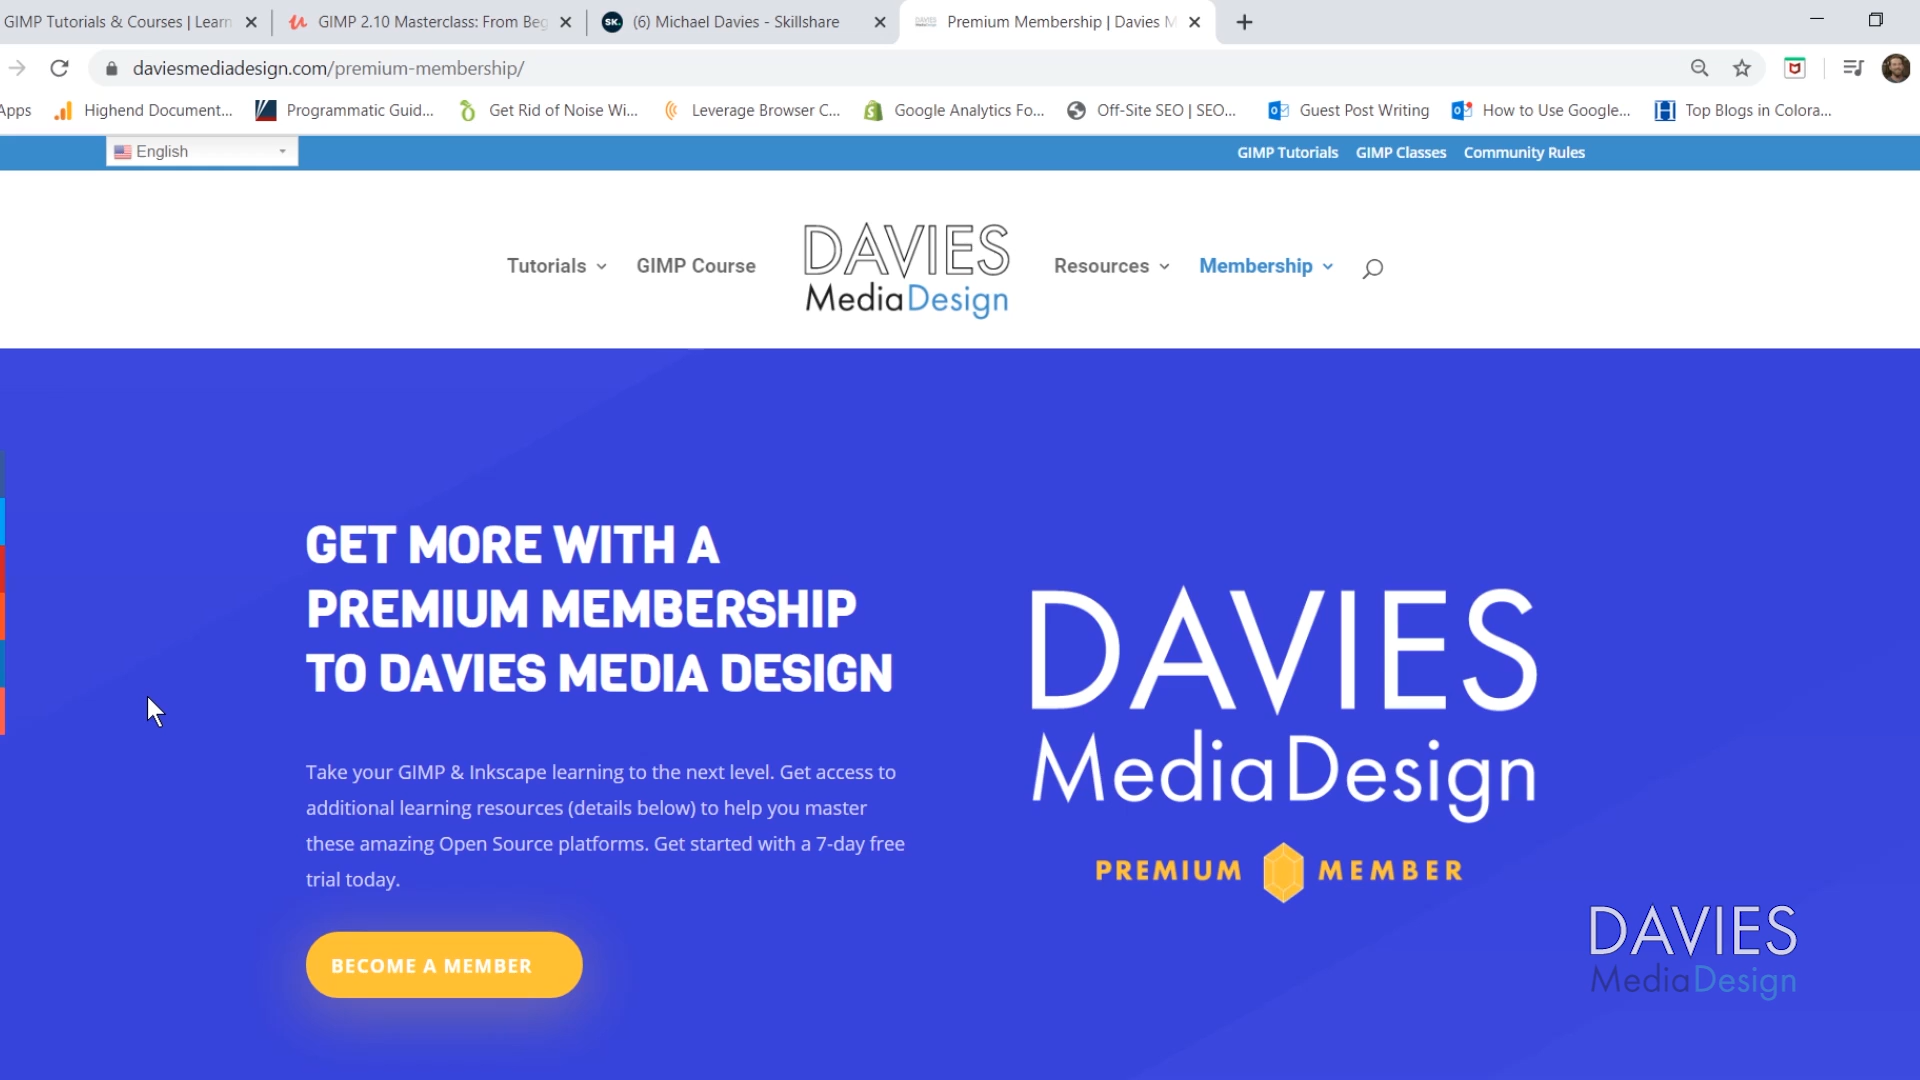 GIMP Tutorials & Courses | Learn
GIMP 2.10 Masterclass: From Beg
SK.
(6) Michael Davies - Skillshare
Premium Membership | Davies M
daviesmediadesign.com/premium-membership/
Apps
Highend Document...
Programmatic Guid...
Get Rid of Noise Wi...
Leverage Browser C...
Google Analytics Fo...
Off-Site SEO | SEO...
Guest Post Writing
How to Use Google...
Top Blogs in Colora...
English
GIMP Tutorials
GIMP Classes
Community Rules
Tutorials
GIMP Course
DAVIES
MediaDesign
Resources
Membership
GET MORE WITH A
PREMIUM MEMBERSHIP
TO DAVIES MEDIA DESIGN
Take your GIMP & Inkscape learning to the next level. Get access to
additional learning resources (details below) to help you master
these amazing Open Source platforms. Get started with a 7-day free
trial today.
BECOME A MEMBER
DAVIES
MediaDesign
PREMIUM MEMBER
DAVIES
MediaDesign